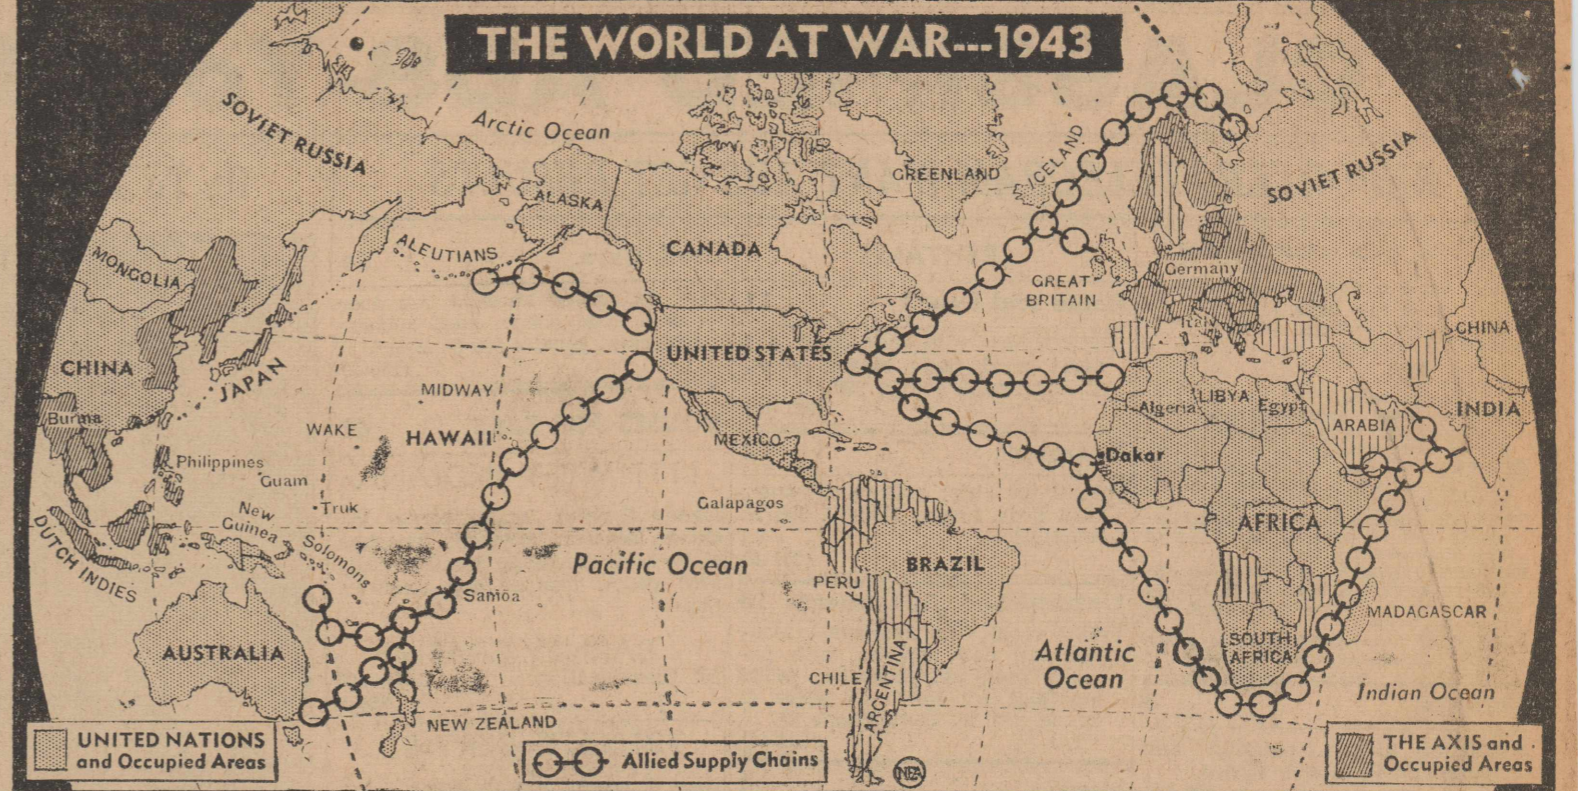 THE WORLD AT WAR---1943
SOVIET RUSSIA
Arctic Ocean
GREENLAND
ICELAND
SOVIET RUSSIA
ALASKA
CANADA
ALEUTIANS
MONGOLIA
GREAT
BRITAIN
Germany
Italy
CHINA
CHINA
JAPAN
UNITED STATES
MIDWAY
Burma
WAKE
HAWAII
MEXICO
Algeria
LIBYA
Egypt
ARABIA
INDIA
Philippines
Guam
Dakar
Truk
New
Guinea
Solomons
Galapagos
AFRICA
DUTCH INDIES
Pacific Ocean
BRAZIL
PERU
Samoa
MADAGASCAR
AUSTRALIA
SOUTH
AFRICA
Atlantic
Ocean
CHILE
ARGENTINA
Indian Ocean
NEW ZEALAND
UNITED NATIONS
and Occupied Areas
Allied Supply Chains
NEA
THE AXIS and
Occupied Areas